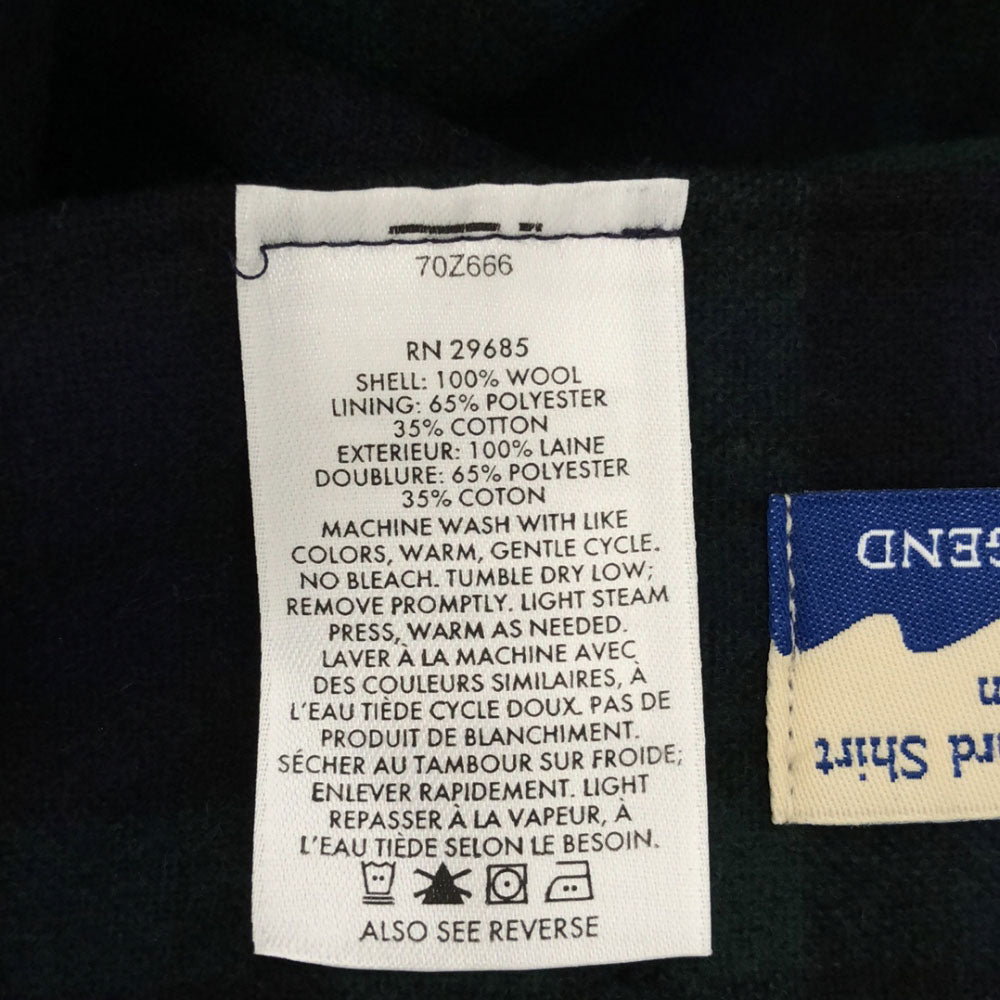 70Z666
RN 29685
SHELL: 100% WOOL
LINING: 65% POLYESTER
35% COTTON
EXTERIEUR: 100% LAINE
DOUBLURE: 65% POLYESTER
35% COTON
MACHINE WASH WITH LIKE
COLORS, WARM, GENTLE CYCLE.
NO BLEACH. TUMBLE DRY LOW;
REMOVE PROMPTLY. LIGHT STEAM
PRESS, WARM AS NEEDED.
LAVER À LA MACHINE AVEC
DES COULEURS SIMILAIRES, À
L'EAU TIÈDE CYCLE DOUX. PAS DE
PRODUIT DE BLANCHIMENT.
SÉCHER AU TAMBOUR SUR FROIDE;
ENLEVER RAPIDEMENT. LIGHT
REPASSER À LA VAPEUR, À
L'EAU TIÈDE SELON LE BESOIN.
ALSO SEE REVERSE
Shirt